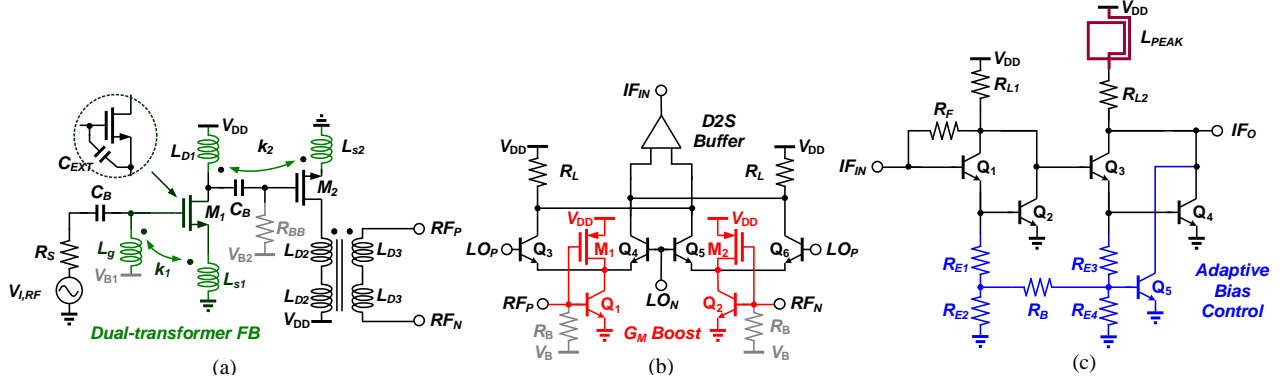 V_DD
L_D1
k_2
L_s2
C_EXT
C_B
M_1
C_B
M_2
R_S
L_g
V_B1
k_1
L_s1
R_BB
V_B2
V_I,RF
L_D2
L_D3
L_D2
L_D3
V_DD
RF_P
RF_N
Dual-transformer FB
(a)
IF_IN
D2S
Buffer
V_DD
V_DD
R_L
R_L
V_DD
V_DD
LO_P
Q_3
M_1
Q_4
Q_5
M_2
Q_6
LO_P
LO_N
RF_P
Q_1
Q_2
RF_N
R_B
V_B
G_M Boost
R_B
V_B
(b)
V_DD
L_PEAK
V_DD
R_L1
R_L2
R_F
IF_IN
IF_O
Q_1
Q_2
Q_3
Q_4
R_E1
R_E3
Q_5
R_E2
R_B
R_E4
Adaptive
Bias
Control
(c)